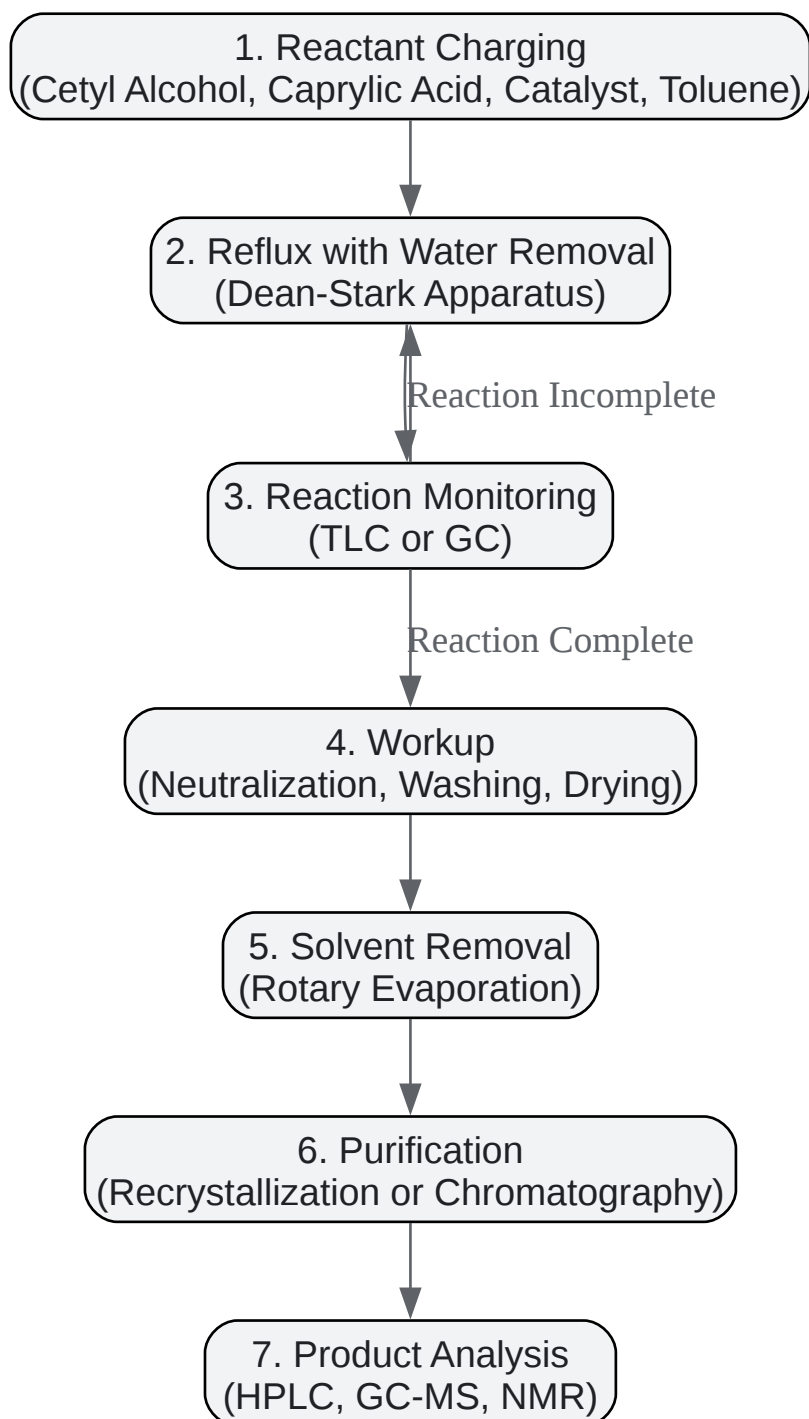 1. Reactant Charging
(Cetyl Alcohol, Caprylic Acid, Catalyst, Toluene)
2. Reflux with Water Removal
(Dean-Stark Apparatus)
Reaction Incomplete
3. Reaction Monitoring
(TLC or GC)
Reaction Complete
4. Workup
(Neutralization, Washing, Drying)
5. Solvent Removal
(Rotary Evaporation)
6. Purification
(Recrystallization or Chromatography)
7. Product Analysis
(HPLC, GC-MS, NMR)